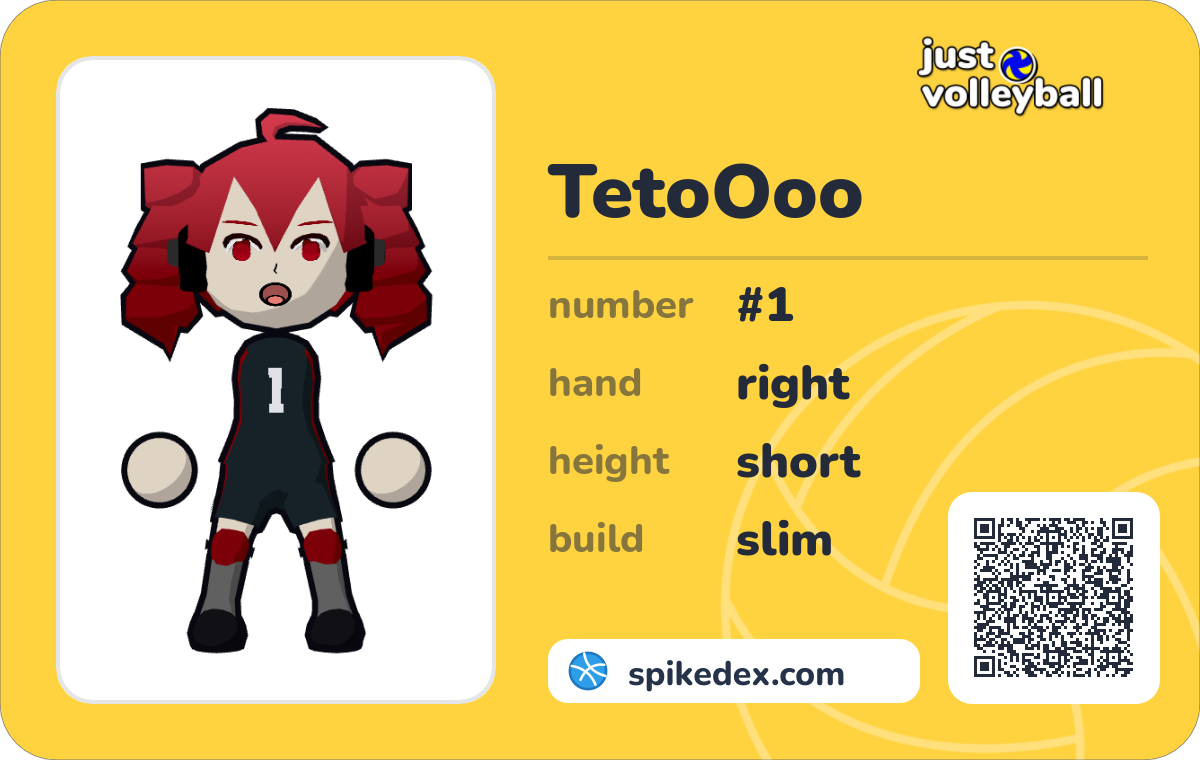 just
volleyball
TetoOoo
number #1
hand right
height short
build slim
1
spikedex.com